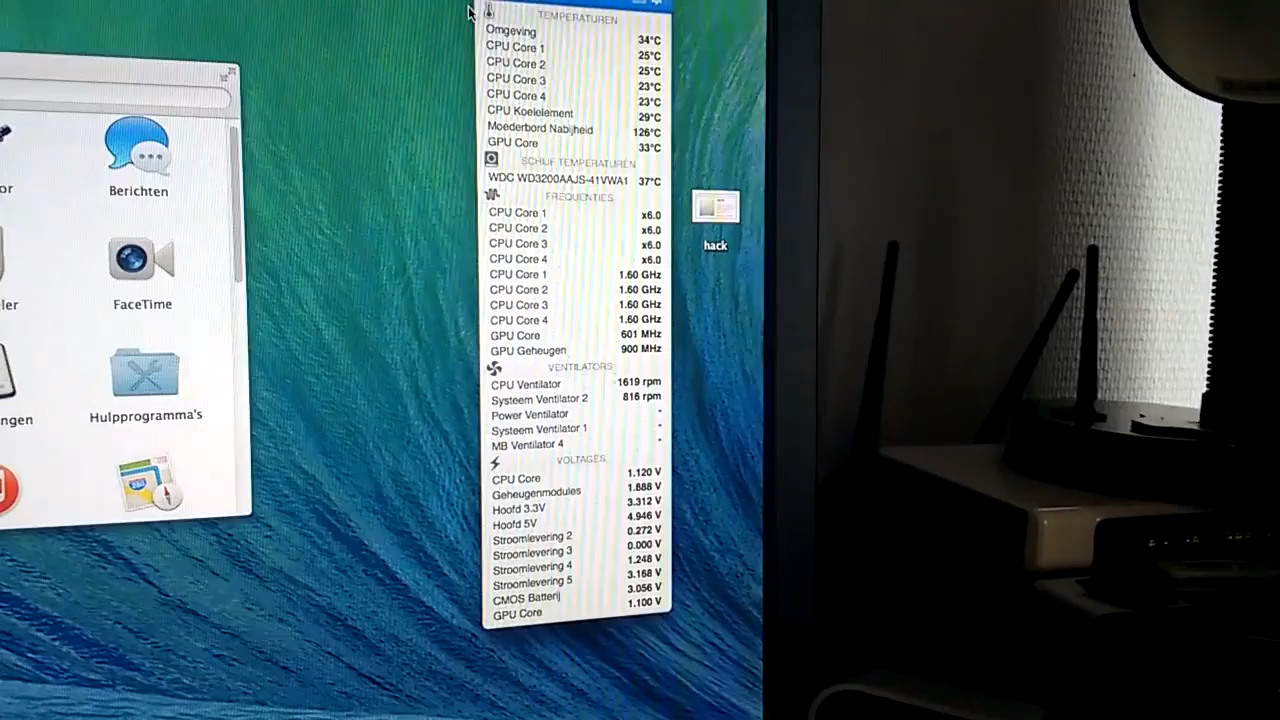 TEMPERATUREN
Omgeving 34°C
CPU Core 1 25°C
CPU Core 2 25°C
CPU Core 3 23°C
CPU Core 4 23°C
CPU Koelelement 29°C
Moederbord Nabijheid 126°C
GPU Core 33°C
SCHIJF TEMPERATUREN
WDC WD3200AAJS-41VWA1 37°C
FREQUENTIES
CPU Core 1 x6.0
CPU Core 2 x6.0
CPU Core 3 x6.0
CPU Core 4 x6.0
CPU Core 1 1.60 GHz
CPU Core 2 1.60 GHz
CPU Core 3 1.60 GHz
CPU Core 4 1.60 GHz
GPU Core 601 MHz
GPU Geheugen 900 MHz
VENTILATORS
CPU Ventilator 1619 rpm
Systeem Ventilator 2 816 rpm
Power Ventilator -
Systeem Ventilator 1 -
MB Ventilator 4 -
VOLTAGES
CPU Core 1.120 V
Geheugenmodules 1.888 V
Hoofd 3.3V 3.312 V
Hoofd 5V 4.946 V
Stroomlevering 2 0.272 V
Stroomlevering 3 0.000 V
Stroomlevering 4 1.248 V
Stroomlevering 5 3.168 V
CMOS Batterij 3.056 V
GPU Core 1.100 V
or
Berichten
ler
FaceTime
ngen
Hulpprogramma's
hack